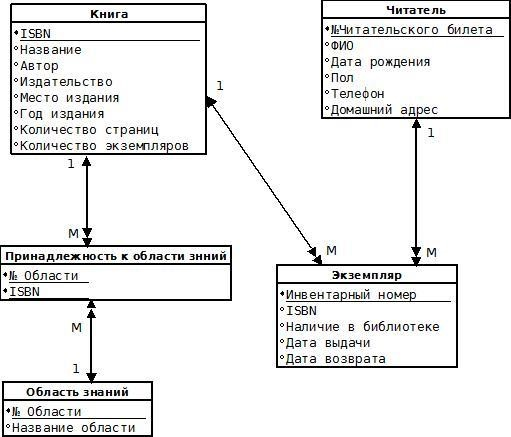 Книга
ISBN
Название
Автор
Издательство
Место издания
Год издания
Количество страниц
Количество экземпляров
Читатель
№Читательского билета
ФИО
Дата рождения
Пол
Телефон
Домашний адрес
1
1
1
М
М
М
Принадлежность к области знний
№ Области
ISBN
Экземпляр
Инвентарный номер
ISBN
Наличие в библиотеке
Дата выдачи
Дата возврата
М
1
Область знаний
№ Области
Название области